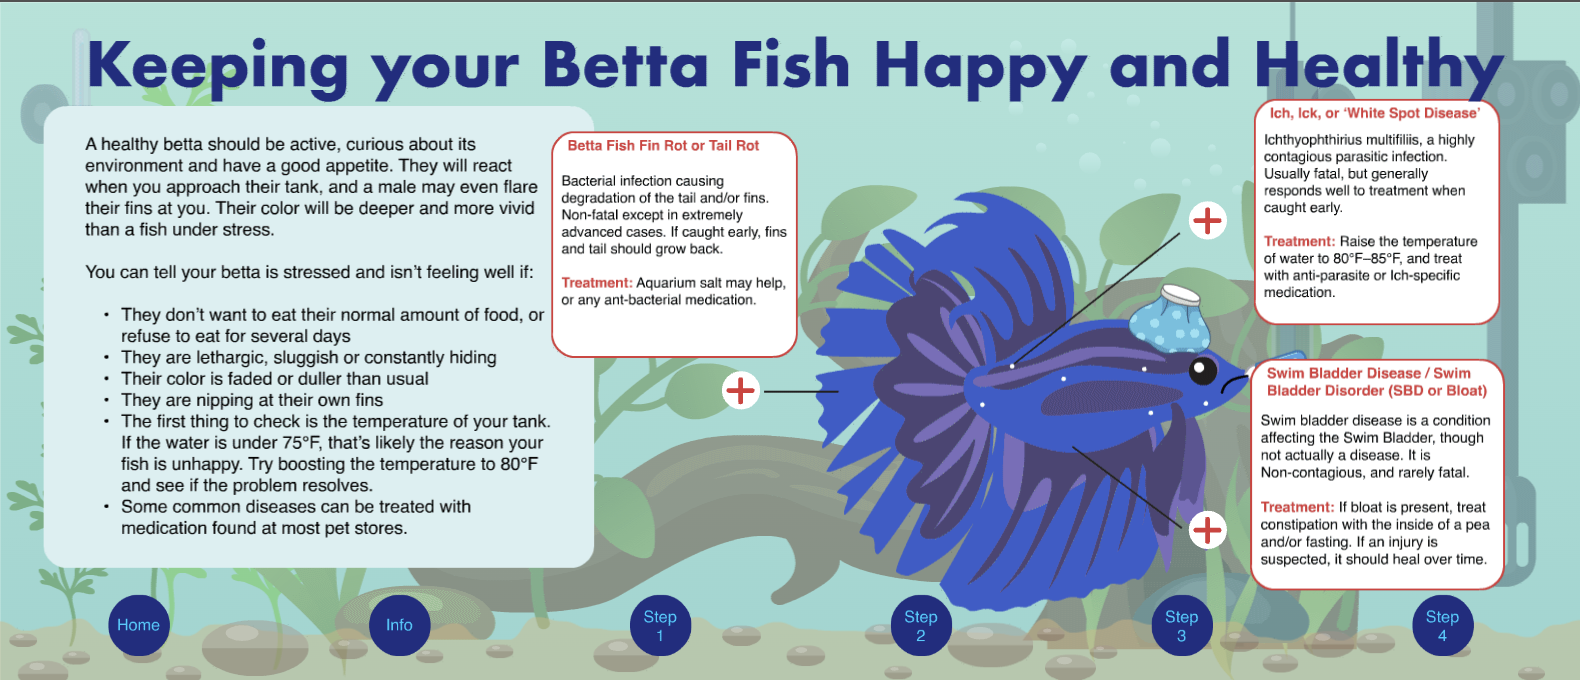 Keeping your Betta Fish Happy and Healthy
A healthy betta should be active, curious about its
environment and have a good appetite. They will react
when you approach their tank, and a male may even flare
their fins at you. Their color will be deeper and more vivid
than a fish under stress.
You can tell your betta is stressed and isn't feeling well if:
• They don't want to eat their normal amount of food, or
refuse to eat for several days
• They are lethargic, sluggish or constantly hiding
• Their color is faded or duller than usual
• They are nipping at their own fins
• The first thing to check is the temperature of your tank.
If the water is under 75°F, that's likely the reason your
fish is unhappy. Try boosting the temperature to 80°F
and see if the problem resolves.
• Some common diseases can be treated with
medication found at most pet stores.
Betta Fish Fin Rot or Tail Rot
Bacterial infection causing
degradation of the tail and/or fins.
Non-fatal except in extremely
advanced cases. If caught early, fins
and tail should grow back.
Treatment: Aquarium salt may help,
or any ant-bacterial medication.
Ich, Ick, or 'White Spot Disease'
Ichthyophthirius multifiliis, a highly
contagious parasitic infection.
Usually fatal, but generally
responds well to treatment when
caught early.
Treatment: Raise the temperature
of water to 80°F–85°F, and treat
with anti-parasite or Ich-specific
medication.
Swim Bladder Disease / Swim
Bladder Disorder (SBD or Bloat)
Swim bladder disease is a condition
affecting the Swim Bladder, though
not actually a disease. It is
Non-contagious, and rarely fatal.
Treatment: If bloat is present, treat
constipation with the inside of a pea
and/or fasting. If an injury is
suspected, it should heal over time.
Home
Info
Step
1
Step
2
Step
3
Step
4